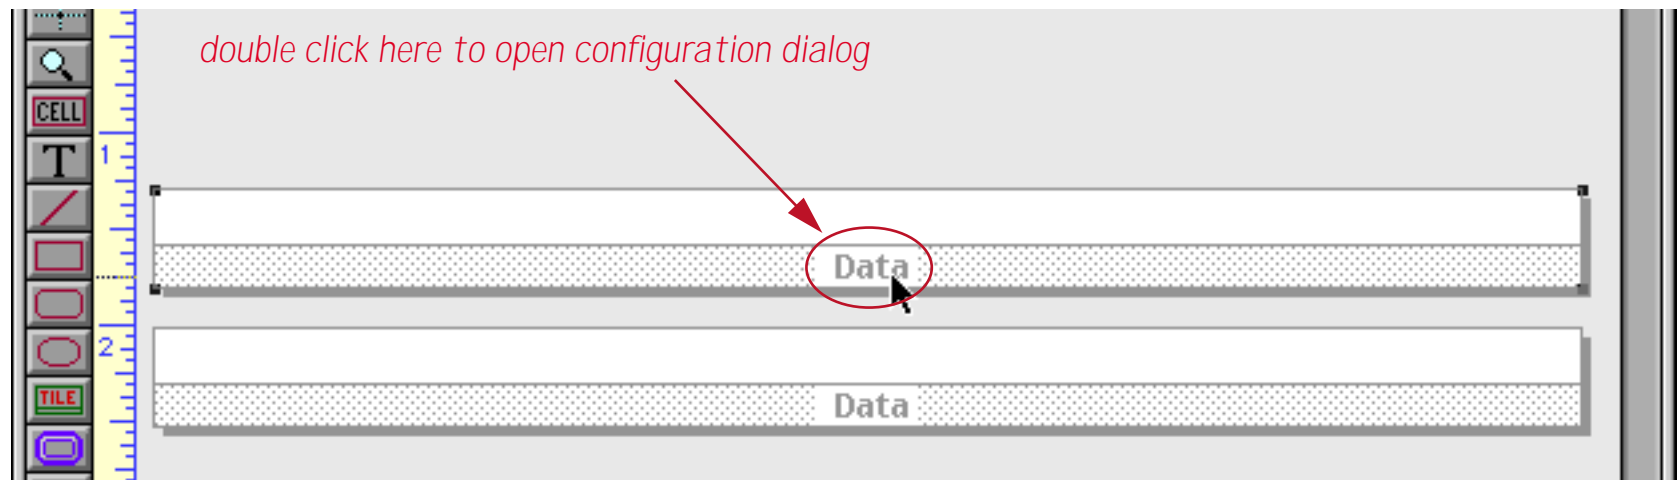 double click here to open configuration dialog
CELL
T
1
Data
2
TILE
Data